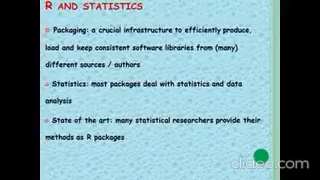 R AND STATISTICS
Packaging: a crucial infrastructure to efficiently produce,
load and keep consistent software libraries from (many)
different sources / authors
Statistics: most packages deal with statistics and data
analysis
State of the art: many statistical researchers provide their
methods as R packages
clideo.com